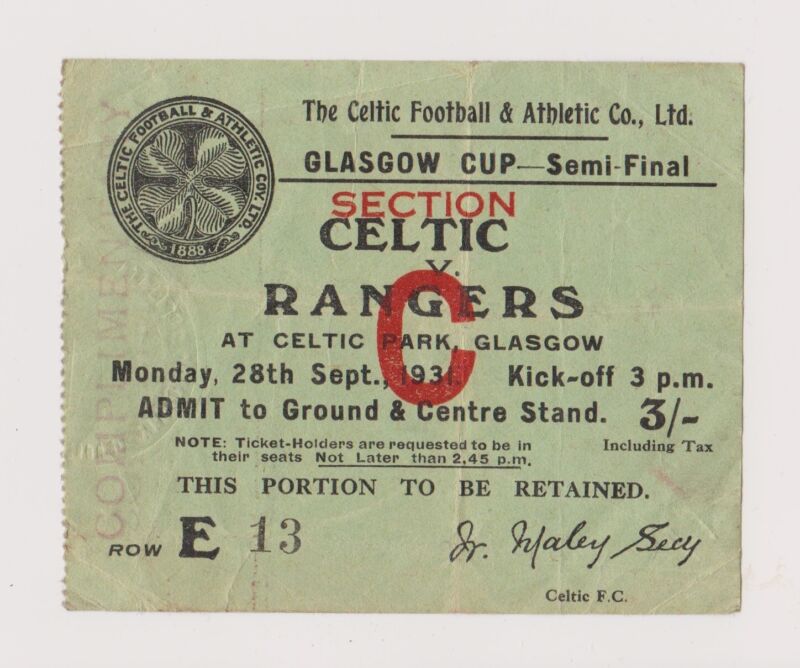 THE CELTIC FOOTBALL & ATHLETIC COY. LTD.
1888
COMPLIMENTARY
The Celtic Football & Athletic Co., Ltd.
GLASGOW CUP—Semi-Final
SECTION
CELTIC
V.
RANGERS
C
AT CELTIC PARK, GLASGOW
Monday, 28th Sept., 1931. Kick-off 3 p.m.
ADMIT to Ground & Centre Stand. 3/-
Including Tax
NOTE: Ticket-Holders are requested to be in
their seats Not Later than 2,45 p.m.
THIS PORTION TO BE RETAINED.
ROW E 13
W. Maley Secy
Celtic F.C.